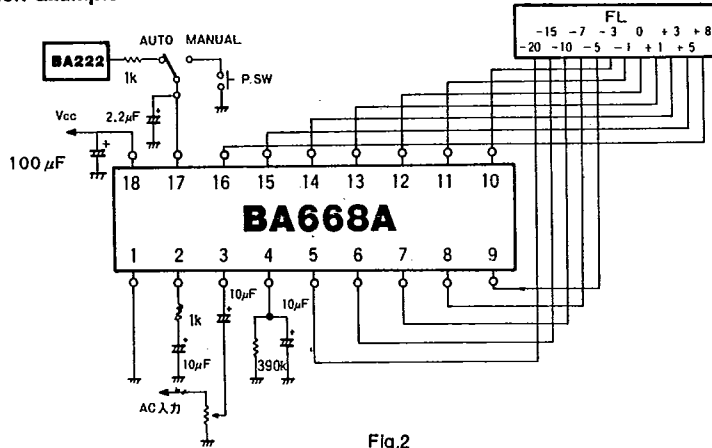 FL
-15 -7 -3 0 +3 +8
-20 -10 -5 -1 +1 +5
AUTO MANUAL
BA222
1k
P.SW
Vcc
2.2μF
+
100μF
+
18 17 16 15 14 13 12 11 10
BA668A
1 2 3 4 5 6 7 8 9
10μF
+
10μF
+
1k
+
10μF
390k
AC入力
Fig.2